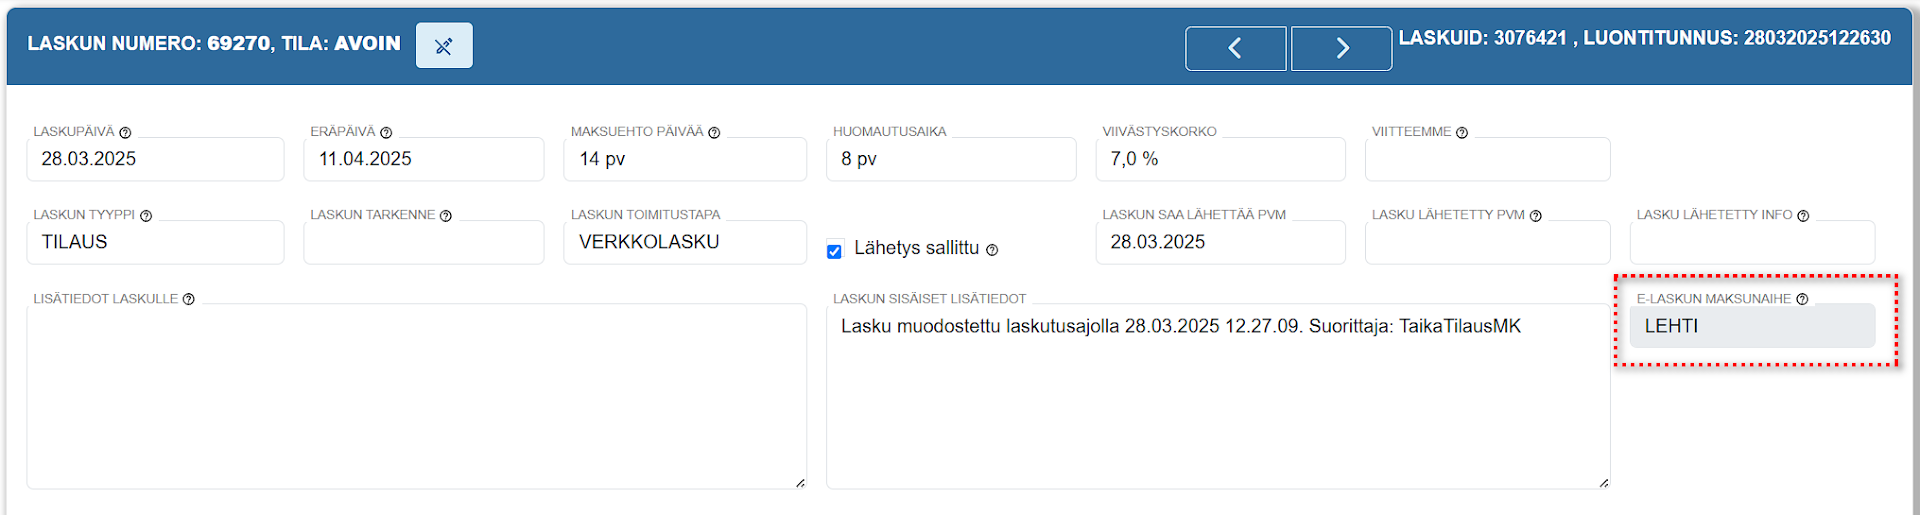 LASKUN NUMERO: 69270, TILA: AVOIN
LASKUID: 3076421 , LUONTITUNNUS: 28032025122630
LASKUPÄIVÄ
ERÄPÄIVÄ
MAKSUEHTO PÄIVÄÄ
HUOMAUTUSAIKA
VIIVÄSTYSKORKO
VIITTEEMME
28.03.2025
11.04.2025
14 pv
8 pv
7,0 %
LASKUN TYYPPI
LASKUN TARKENNE
LASKUN TOIMITUSTAPA
LASKUN SAA LÄHETTÄÄ PVM
LASKU LÄHETETTY PVM
LASKU LÄHETETTY INFO
TILAUS
VERKKOLASKU
Lähetys sallittu
28.03.2025
LISÄTIEDOT LASKULLE
LASKUN SISÄISET LISÄTIEDOT
E-LASKUN MAKSUNAIHE
Lasku muodostettu laskutusajolla 28.03.2025 12.27.09. Suorittaja: TaikaTilausMK
LEHTI